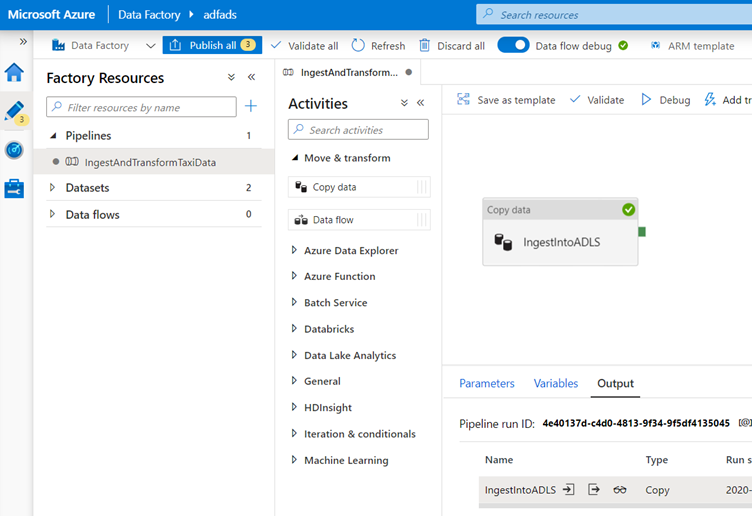 Microsoft Azure
Data Factory
adfads
Search resources
Data Factory
Publish all
3
Validate all
Refresh
Discard all
Data flow debug
ARM template
3
Factory Resources
Filter resources by name
Pipelines 1
IngestAndTransformTaxiData
Datasets 2
Data flows 0
IngestAndTransform...
Activities
Search activities
Move & transform
Copy data
Data flow
Azure Data Explorer
Azure Function
Batch Service
Databricks
Data Lake Analytics
General
HDInsight
Iteration & conditionals
Machine Learning
Save as template
Validate
Debug
Add tr
Copy data
IngestIntoADLS
Parameters
Variables
Output
Pipeline run ID: 4e40137d-c4d0-4813-9f34-9f5df4135045 [@]
Name Type Run s
IngestIntoADLS Copy 2020-